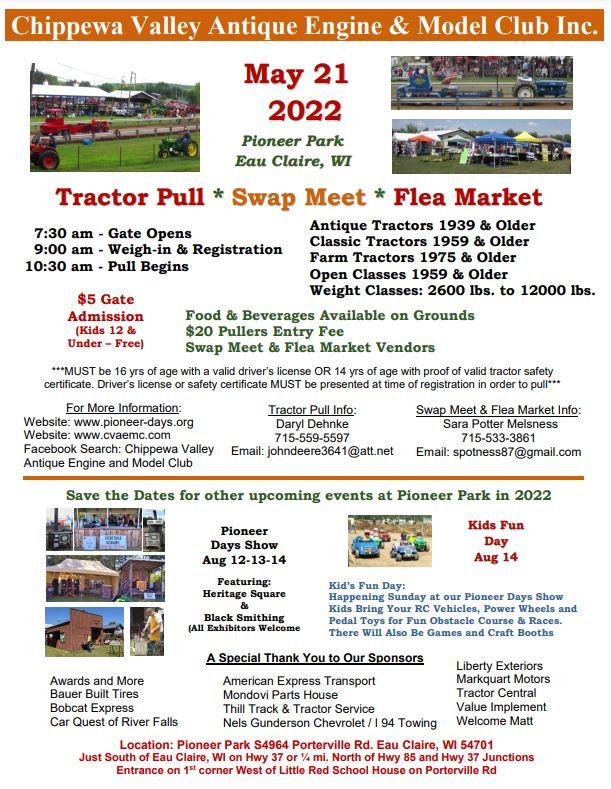 Chippewa Valley Antique Engine & Model Club Inc.
May 21
2022
Pioneer Park
Eau Claire, WI
Tractor Pull * Swap Meet * Flea Market
7:30 am - Gate Opens
9:00 am - Weigh-in & Registration
10:30 am - Pull Begins
Antique Tractors 1939 & Older
Classic Tractors 1959 & Older
Farm Tractors 1975 & Older
Open Classes 1959 & Older
Weight Classes: 2600 lbs. to 12000 lbs.
$5 Gate
Admission
(Kids 12 &
Under – Free)
Food & Beverages Available on Grounds
$20 Pullers Entry Fee
Swap Meet & Flea Market Vendors
***MUST be 16 yrs of age with a valid driver's license OR 14 yrs of age with proof of valid tractor safety
certificate. Driver's license or safety certificate MUST be presented at time of registration in order to pull***
For More Information:
Website: www.pioneer-days.org
Website: www.cvaemc.com
Facebook Search: Chippewa Valley
Antique Engine and Model Club
Tractor Pull Info:
Daryl Dehnke
715-559-5597
Email: johndeere3641@att.net
Swap Meet & Flea Market Info:
Sara Potter Melsness
715-533-3861
Email: spotness87@gmail.com
Save the Dates for other upcoming events at Pioneer Park in 2022
HERITAGE
SQUARE
Pioneer
Days Show
Aug 12-13-14
Featuring:
Heritage Square
&
Black Smithing
(All Exhibitors Welcome
Kids Fun
Day
Aug 14
Kid's Fun Day:
Happening Sunday at our Pioneer Days Show
Kids Bring Your RC Vehicles, Power Wheels and
Pedal Toys for Fun Obstacle Course & Races.
There Will Also Be Games and Craft Booths
A Special Thank You to Our Sponsors
Awards and More
Bauer Built Tires
Bobcat Express
Car Quest of River Falls
American Express Transport
Mondovi Parts House
Thill Track & Tractor Service
Nels Gunderson Chevrolet / I 94 Towing
Liberty Exteriors
Markquart Motors
Tractor Central
Value Implement
Welcome Matt
Location: Pioneer Park S4964 Porterville Rd. Eau Claire, WI 54701
Just South of Eau Claire, WI on Hwy 37 or ¼ mi. North of Hwy 85 and Hwy 37 Junctions
Entrance on 1st corner West of Little Red School House on Porterville Rd